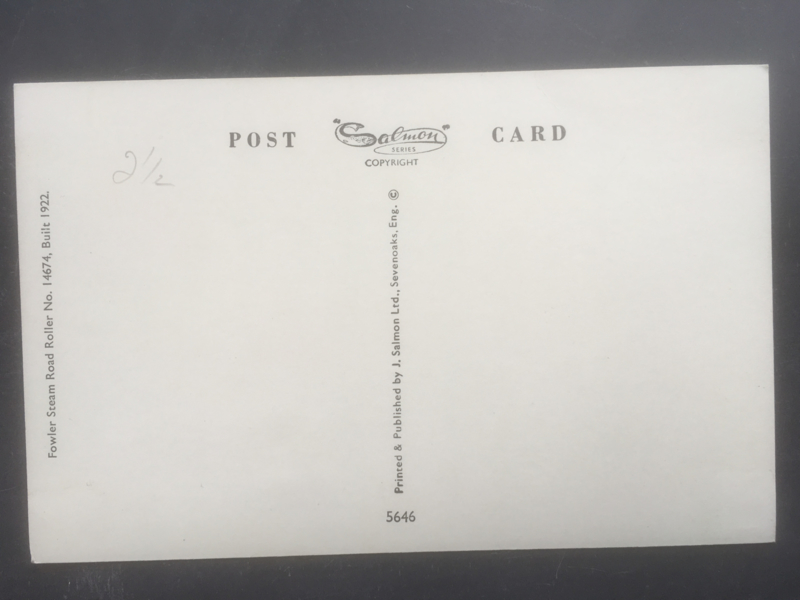 POST "Salmon" CARD
SERIES
COPYRIGHT
2½
Fowler Steam Road Roller No. 14674, Built 1922.
Printed & Published by J. Salmon Ltd., Sevenoaks, Eng. ©
5646